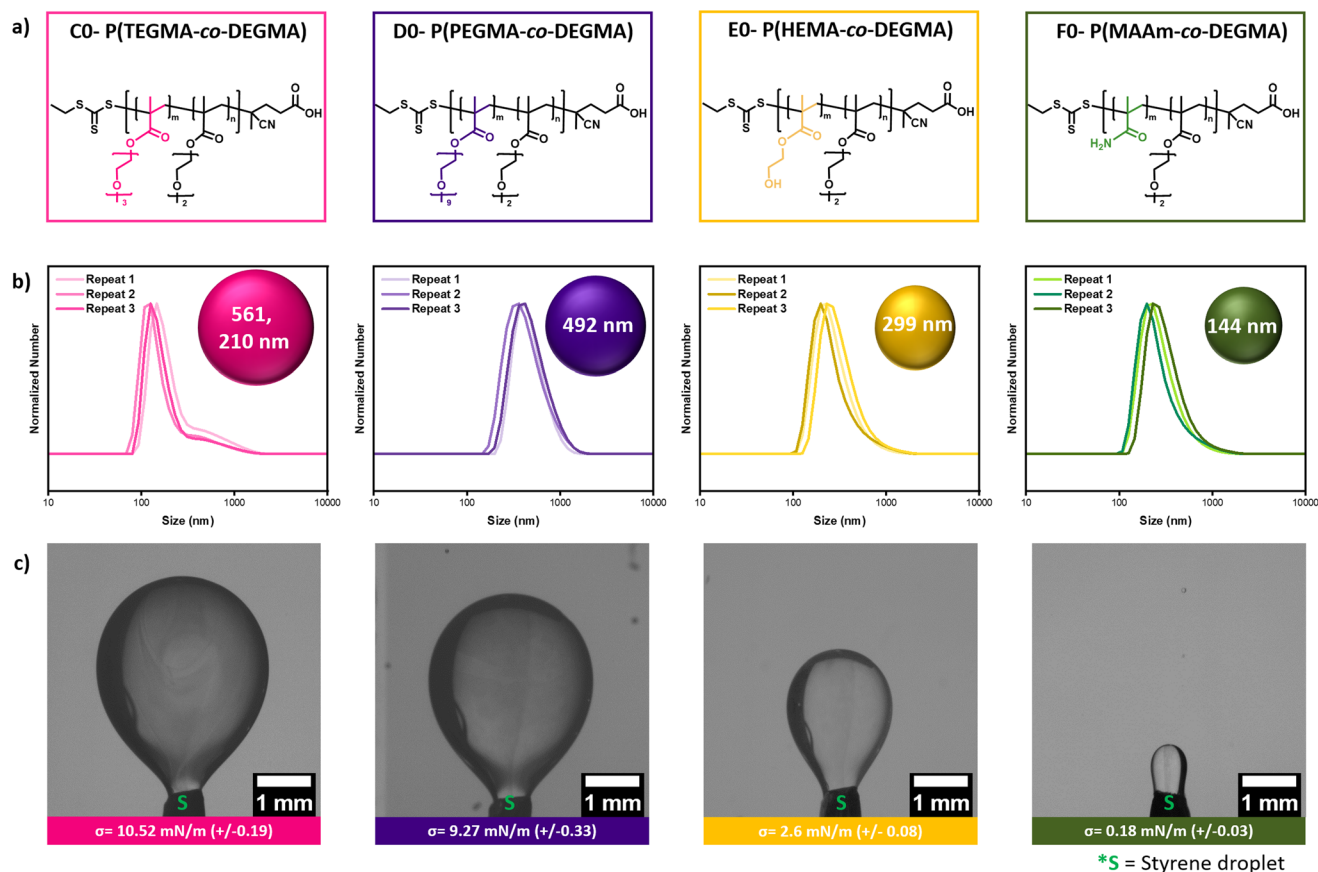 a)
C0- P(TEGMA-co-DEGMA)
D0- P(PEGMA-co-DEGMA)
E0- P(HEMA-co-DEGMA)
F0- P(MAAm-co-DEGMA)
S S S m n O O O O O O 3 2 CN O OH
S S S m n O O O O O O 9 2 CN O OH
S S S m n O O O O OH O 2 CN O OH
S S S m n H2N O O O O 2 CN O OH
b)
Normalized Number
Repeat 1
Repeat 2
Repeat 3
561,
210 nm
10 100 1000 10000
Size (nm)
Normalized Number
Repeat 1
Repeat 2
Repeat 3
492 nm
10 100 1000 10000
Size (nm)
Normalized Number
Repeat 1
Repeat 2
Repeat 3
299 nm
10 100 1000 10000
Size (nm)
Normalized Number
Repeat 1
Repeat 2
Repeat 3
144 nm
10 100 1000 10000
Size (nm)
c)
S
1 mm
σ= 10.52 mN/m (+/-0.19)
S
1 mm
σ= 9.27 mN/m (+/-0.33)
S
1 mm
σ= 2.6 mN/m (+/- 0.08)
S
1 mm
σ= 0.18 mN/m (+/-0.03)
*S = Styrene droplet